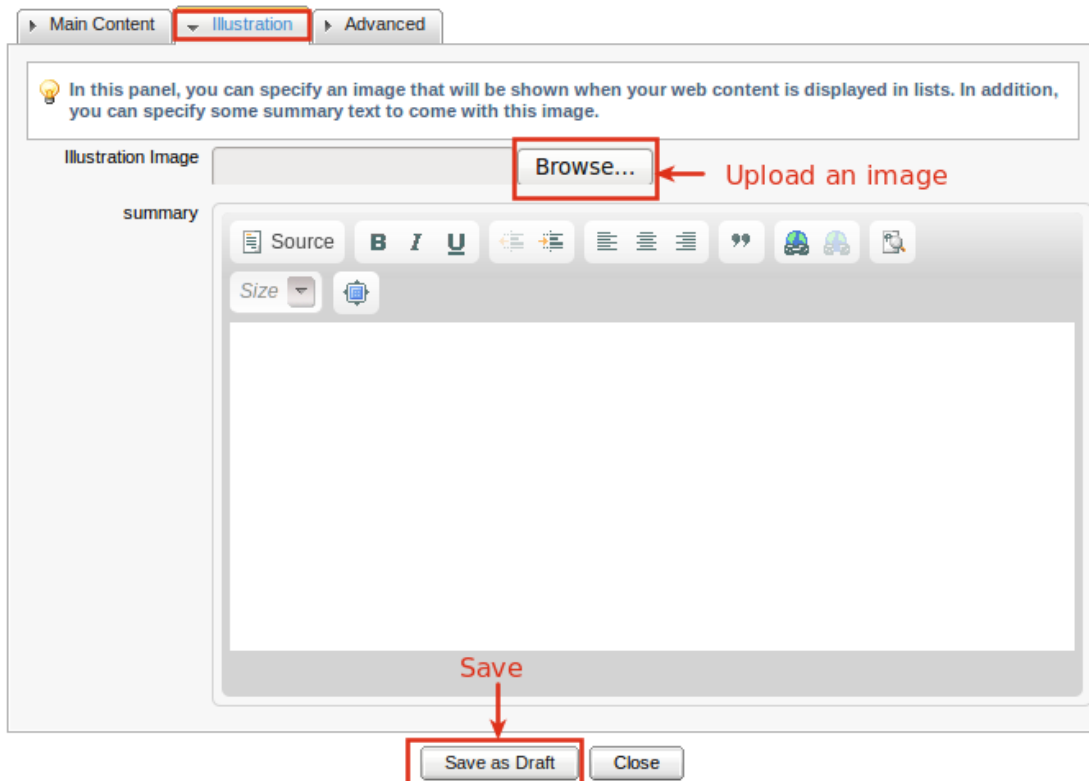 Main Content Illustration Advanced
In this panel, you can specify an image that will be shown when your web content is displayed in lists. In addition,
you can specify some summary text to come with this image.
Illustration Image Browse... Upload an image
summary
Source B I U
Size
Save
Save as Draft Close